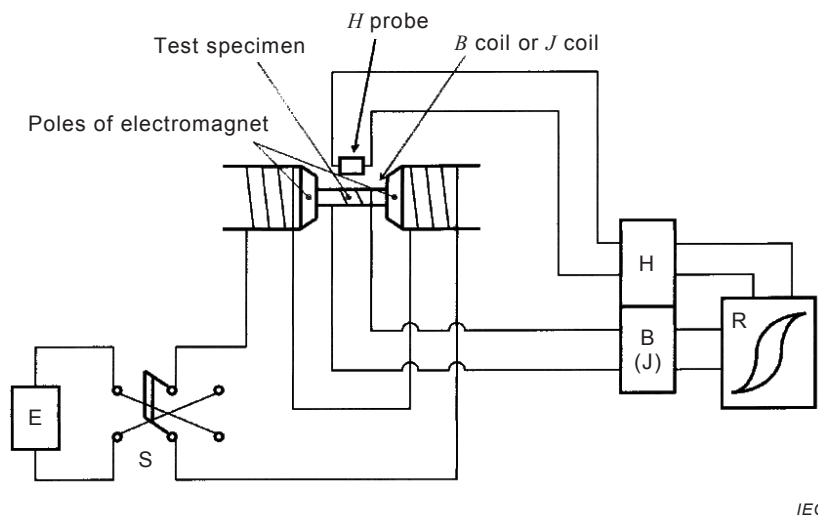 H probe
Test specimen
B coil or J coil
Poles of electromagnet
H
R
B
(J)
E
S